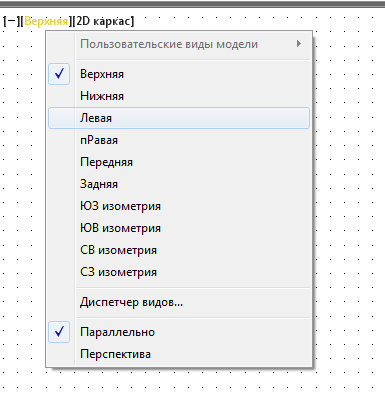 [−][Верхняя][2D каркас]
Пользовательские виды модели
Верхняя
Нижняя
Левая
пРавая
Передняя
Задняя
ЮЗ изометрия
ЮВ изометрия
СВ изометрия
СЗ изометрия
Диспетчер видов...
Параллельно
Перспектива